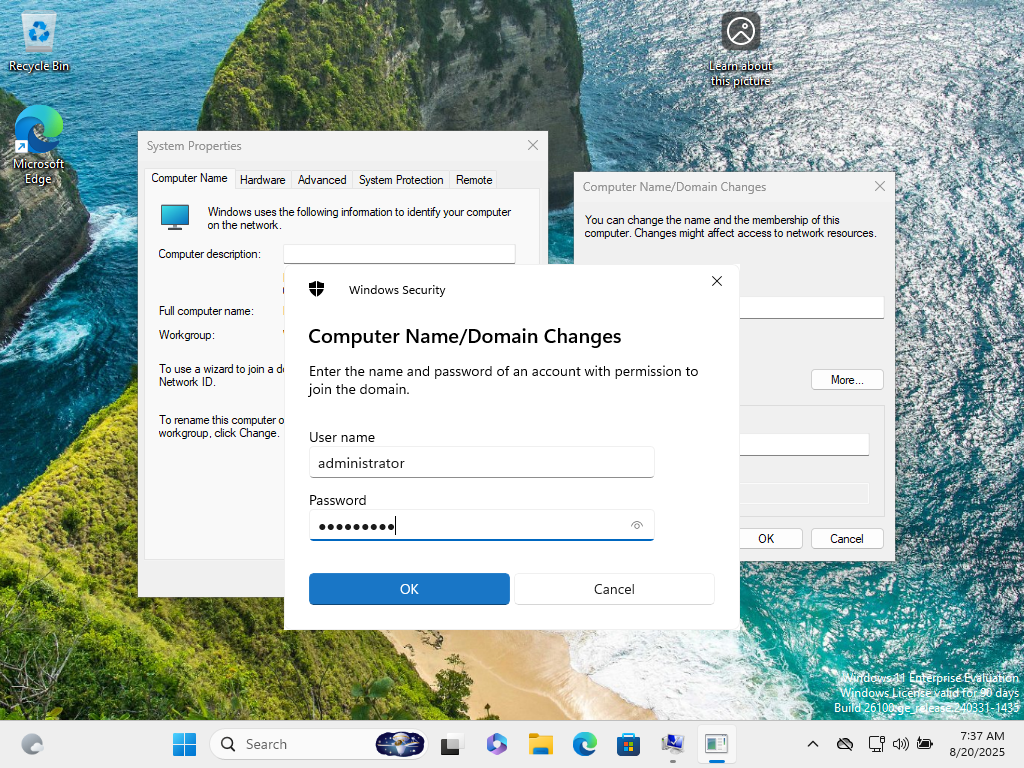 Recycle Bin
Learn about
this picture
Microsoft
Edge
System Properties
Computer Name
Hardware
Advanced
System Protection
Remote
Windows uses the following information to identify your computer
on the network.
Computer description:
Full computer name:
Workgroup:
To use a wizard to join a
Network ID.
To rename this computer
workgroup, click Change.
Computer Name/Domain Changes
You can change the name and the membership of this
computer. Changes might affect access to network resources.
More...
OK
Cancel
Windows Security
Computer Name/Domain Changes
Enter the name and password of an account with permission to
join the domain.
User name
administrator
Password
●●●●●●●●●
OK
Cancel
Windows 11 Enterprise Evaluation
Windows License valid for 90 days
Build 26100.ge_release.240331-1435
Search
7:37 AM
8/20/2025